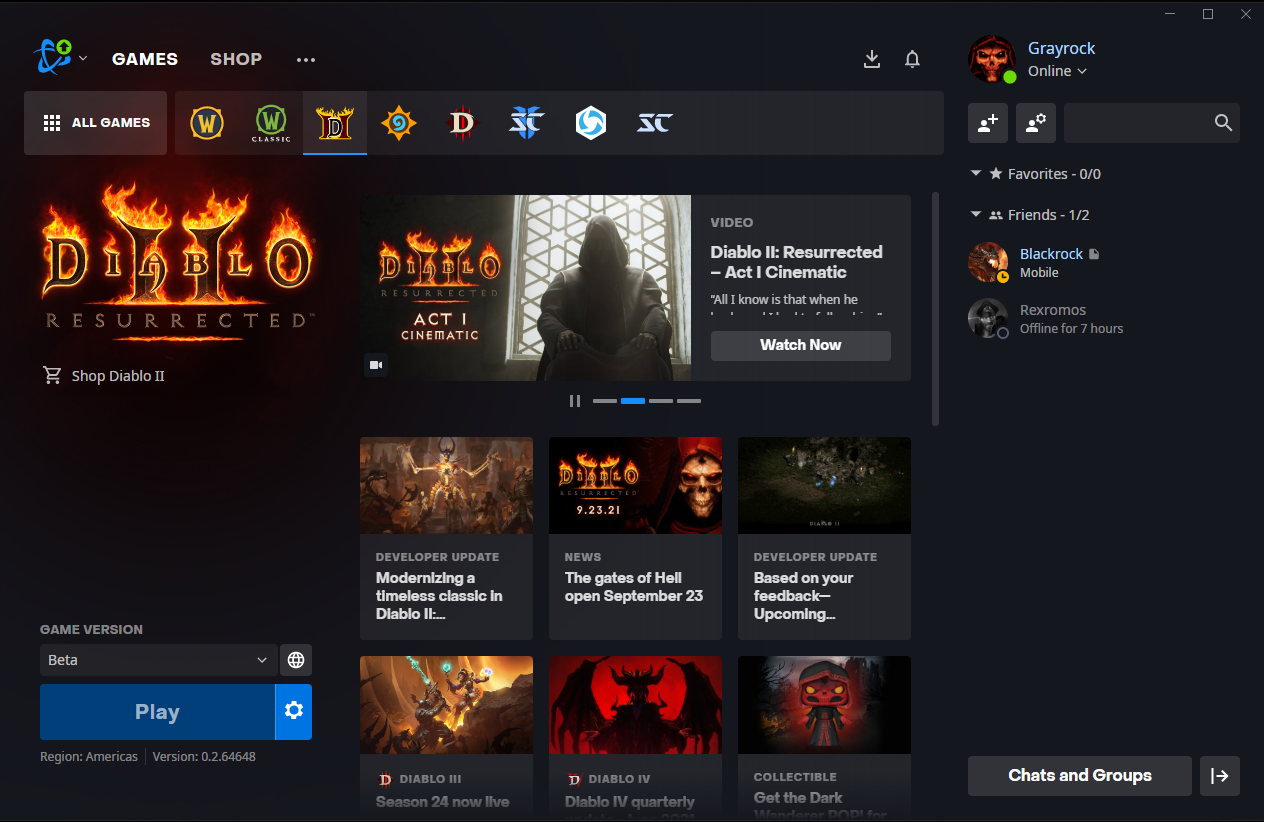 GAMES
SHOP
Grayrock
Online
ALL GAMES
W
W
CLASSIC
D
D
SC
SC
Favorites - 0/0
Friends - 1/2
Blackrock
Mobile
Rexromos
Offline for 7 hours
DIABLO II
RESURRECTED™
Shop Diablo II
DIABLO II
RESURRECTED
ACT I
CINEMATIC
VIDEO
Diablo II: Resurrected
– Act I Cinematic
"All I know is that when he
Watch Now
DIABLO II
RESURRECTED
9.23.21
DIABLO II
DEVELOPER UPDATE
Modernizing a
timeless classic in
Diablo II:...
NEWS
The gates of Hell
open September 23
DEVELOPER UPDATE
Based on your
feedback—
Upcoming...
GAME VERSION
Beta
Play
Region: Americas
Version: 0.2.64648
D DIABLO III
Season 24 now live
D DIABLO IV
Diablo IV quarterly
COLLECTIBLE
Get the Dark
Wanderer POP! for
Chats and Groups